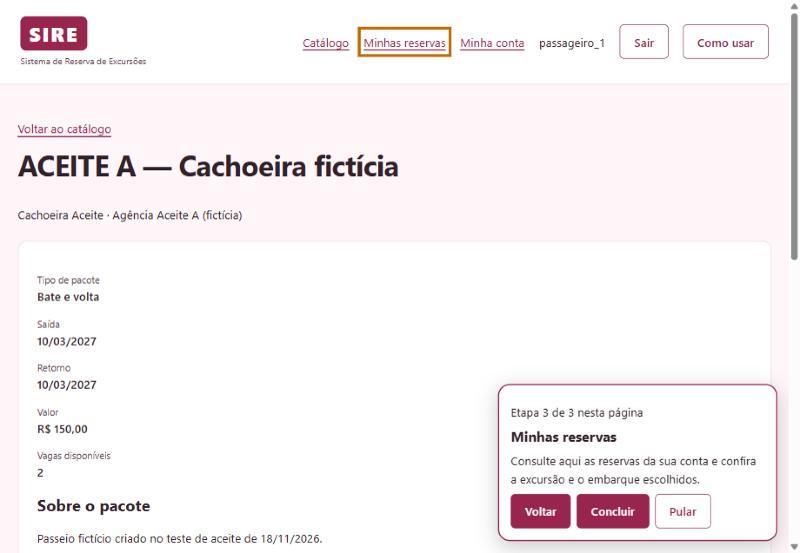 SIRE
Sistema de Reserva de Excursões
Catálogo Minhas reservas Minha conta passageiro_1 Sair Como usar
Voltar ao catálogo
ACEITE A — Cachoeira fictícia
Cachoeira Aceite · Agência Aceite A (fictícia)
Tipo de pacote
Bate e volta
Saída
10/03/2027
Retorno
10/03/2027
Valor
R$ 150,00
Vagas disponíveis
2
Sobre o pacote
Passeio fictício criado no teste de aceite de 18/11/2026.
Etapa 3 de 3 nesta página
Minhas reservas
Consulte aqui as reservas da sua conta e confira
a excursão e o embarque escolhidos.
Voltar Concluir Pular